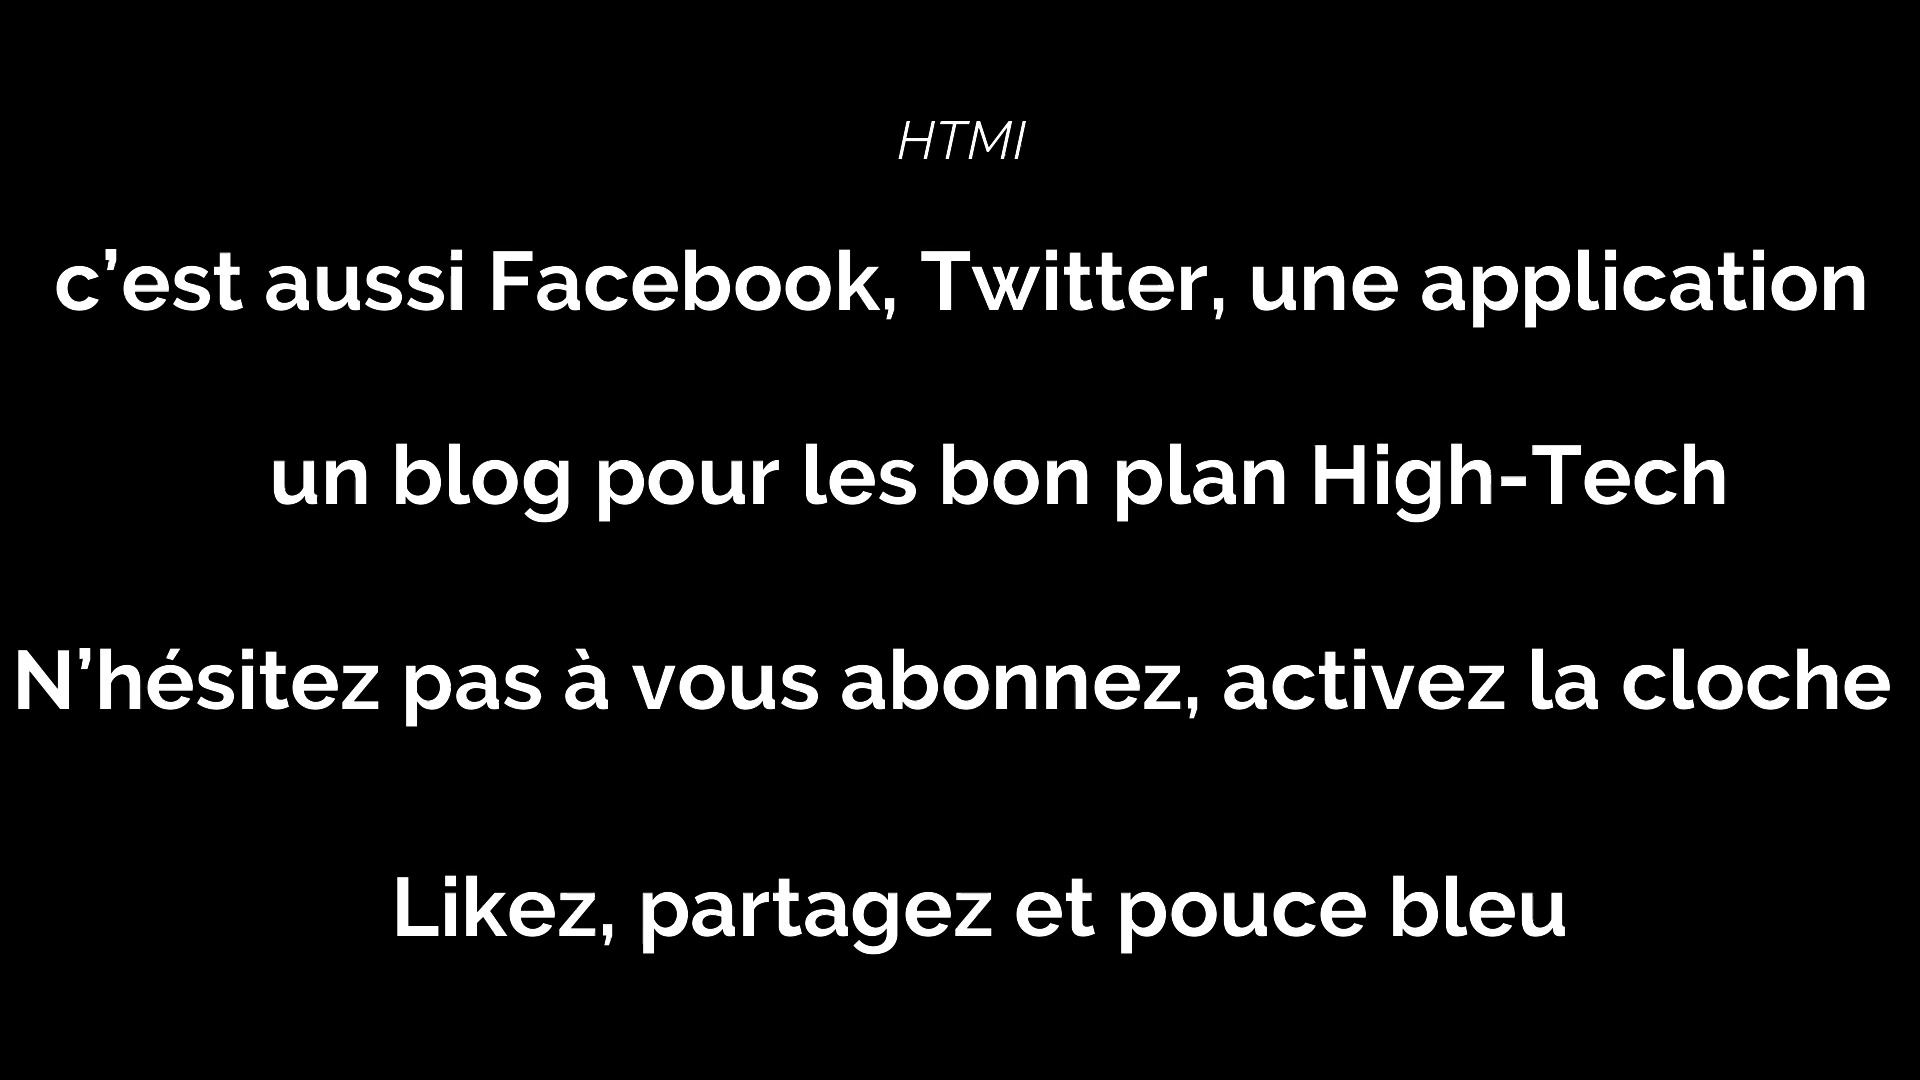 HTMI
c’est aussi Facebook, Twitter, une application
un blog pour les bon plan High-Tech
N’hésitez pas à vous abonnez, activez la cloche
Likez, partagez et pouce bleu